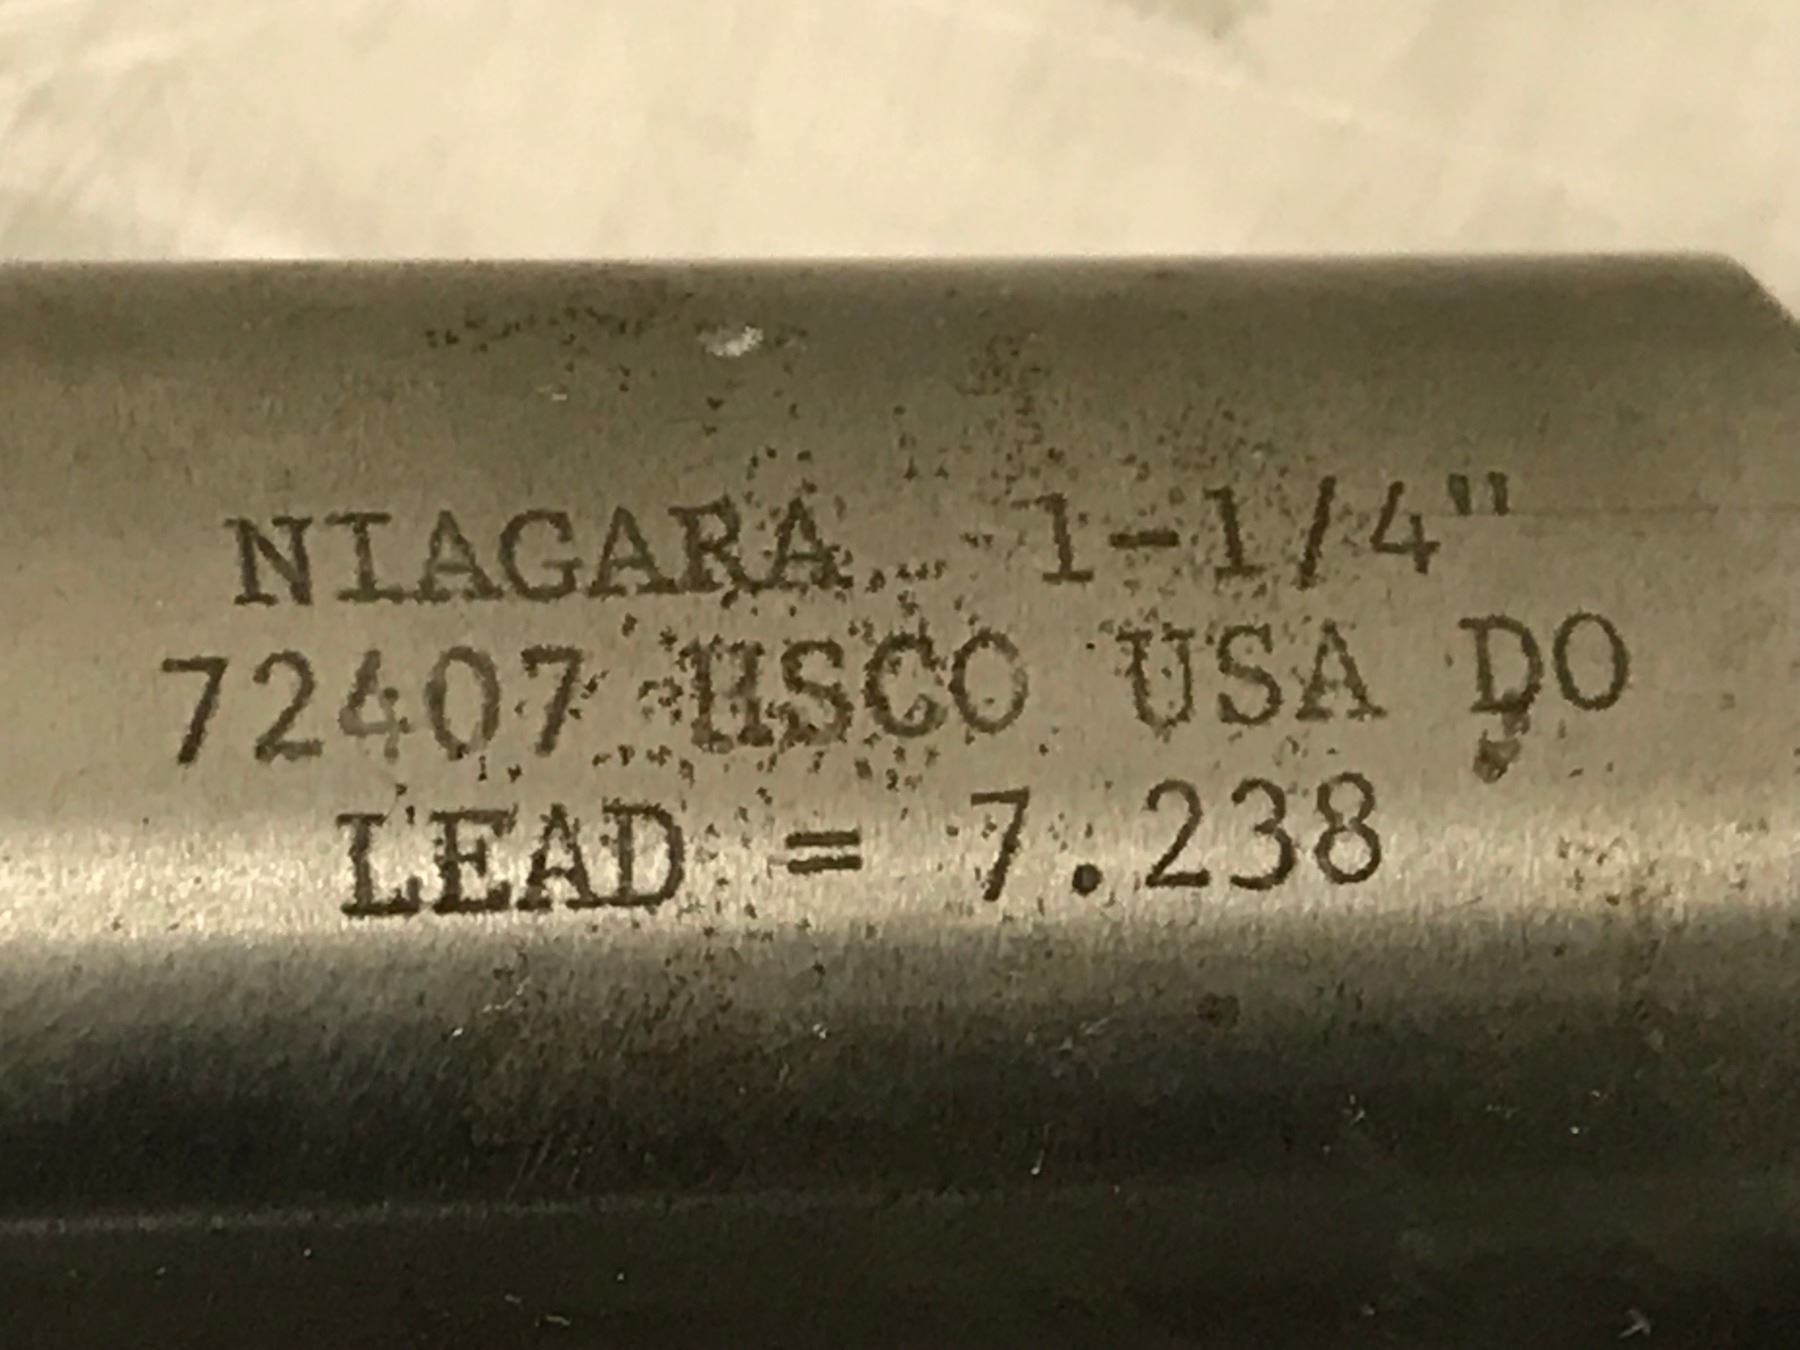 NIAGARA 1-1/4"
72407 HSCO USA DO
LEAD = 7.238